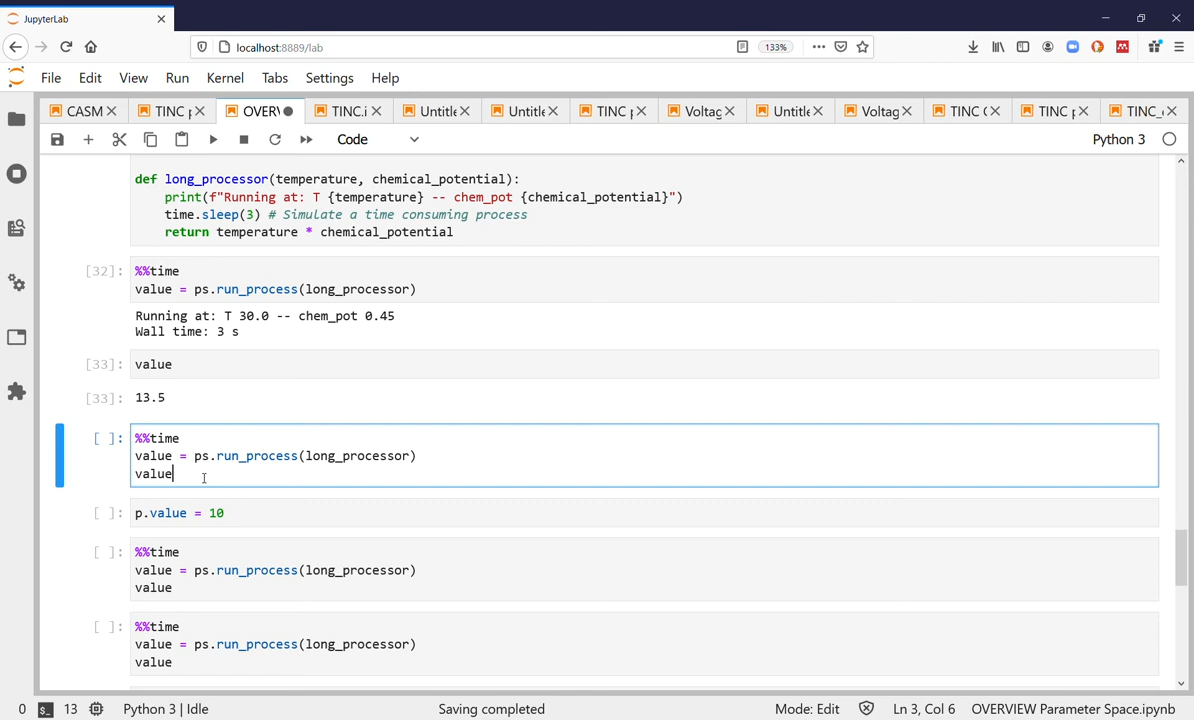 JupyterLab
localhost:8889/lab
133%
File Edit View Run Kernel Tabs Settings Help
CASM TINC p OVERV TINC.i Untitle Untitle TINC p Voltag Untitle Voltag TINC ( TINC p TINC_
Code
Python 3
def long_processor(temperature, chemical_potential):
print(f"Running at: T {temperature} -- chem_pot {chemical_potential}")
time.sleep(3) # Simulate a time consuming process
return temperature * chemical_potential
[32]: %%time
value = ps.run_process(long_processor)
Running at: T 30.0 -- chem_pot 0.45
Wall time: 3 s
[33]: value
[33]: 13.5
[ ]: %%time
value = ps.run_process(long_processor)
value
[ ]: p.value = 10
[ ]: %%time
value = ps.run_process(long_processor)
value
[ ]: %%time
value = ps.run_process(long_processor)
value
0 13 Python 3 | Idle Saving completed Mode: Edit Ln 3, Col 6 OVERVIEW Parameter Space.ipynb